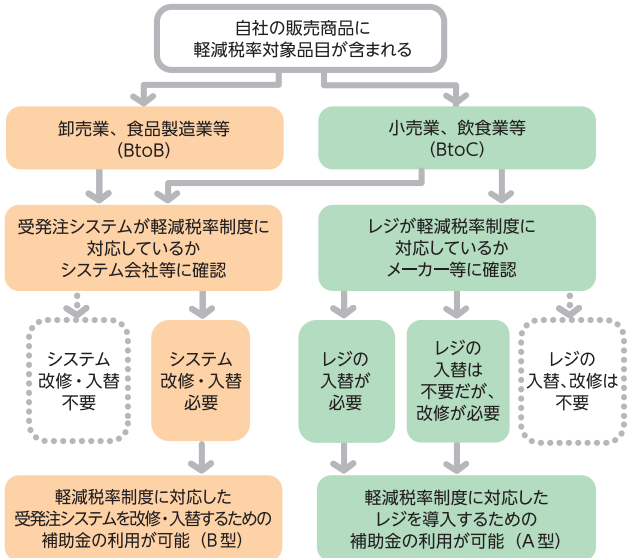 自社の販売商品に
軽減税率対象品目が含まれる
卸売業、食品製造業等
(BtoB)
小売業、飲食業等
(BtoC)
受発注システムが軽減税率制度に
対応しているか
システム会社等に確認
レジが軽減税率制度に
対応しているか
メーカー等に確認
システム
改修・入替
不要
システム
改修・入替
必要
レジの
入替が
必要
レジの
入替は
不要だが、
改修が必要
レジの
入替、改修は
不要
軽減税率制度に対応した
受発注システムを改修・入替するための
補助金の利用が可能（B型）
軽減税率制度に対応した
レジを導入するための
補助金の利用が可能（A型）